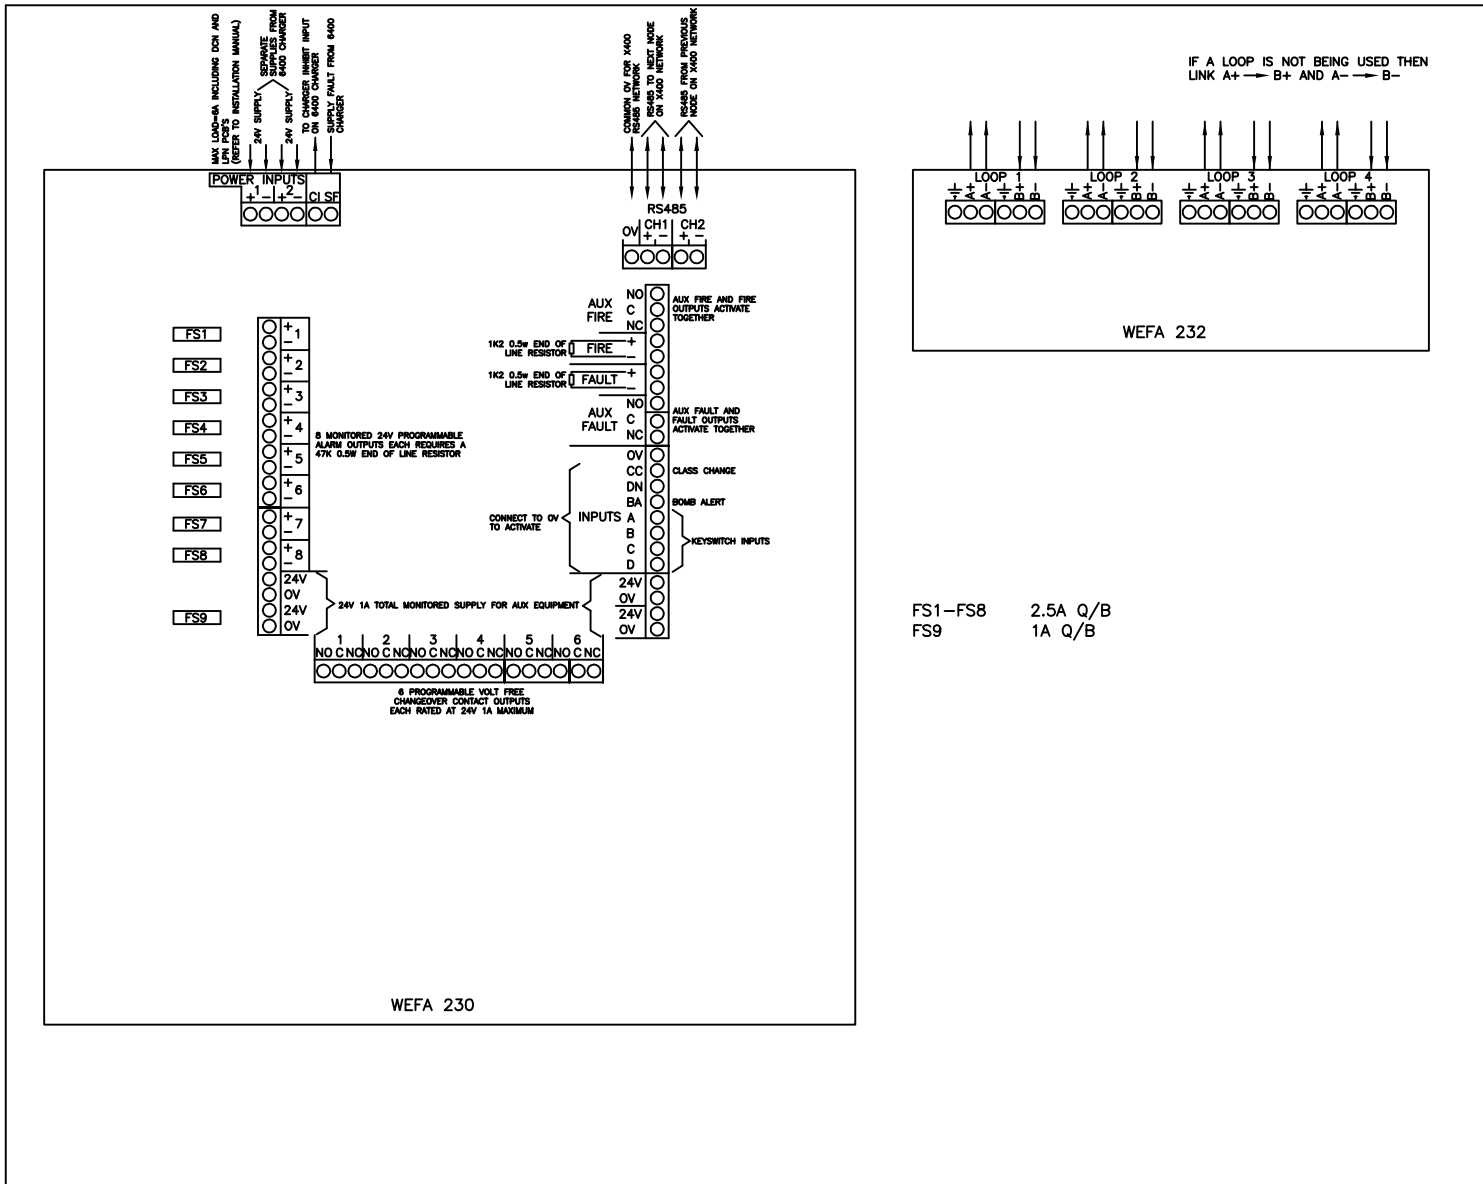 MAX LOAD=6A INCLUDING DCN AND
LPN PCB'S
(REFER TO INSTALLATION MANUAL)
24V SUPPLY
SEPARATE
SUPPLIES FROM
6400 CHARGER
24V SUPPLY
TO CHARGER INHIBIT INPUT
ON 6400 CHARGER
SUPPLY FAULT FROM 6400
CHARGER
POWER INPUTS
1 2
+ - + - CI SF
COMMON 0V FOR X400
RS485 NETWORK
RS485 TO NEXT NODE
ON X400 NETWORK
RS485 FROM PREVIOUS
NODE ON X400 NETWORK
RS485
0V CH1 CH2
+ - + -
NO
C
NC
AUX
FIRE
AUX FIRE AND FIRE
OUTPUTS ACTIVATE
TOGETHER
1K2 0.5w END OF
LINE RESISTOR
FIRE
+
-
1K2 0.5w END OF
LINE RESISTOR
FAULT
+
-
NO
C
NC
AUX
FAULT
AUX FAULT AND
FAULT OUTPUTS
ACTIVATE TOGETHER
0V
CC CLASS CHANGE
DN
BA BOMB ALERT
A
B
C
D
INPUTS
CONNECT TO 0V
TO ACTIVATE
KEYSWITCH INPUTS
24V
0V
24V
0V
FS1
FS2
FS3
FS4
FS5
FS6
FS7
FS8
FS9
+ - 1
+ - 2
+ - 3
+ - 4
+ - 5
+ - 6
+ - 7
+ - 8
24V
0V
24V
0V
8 MONITORED 24V PROGRAMMABLE
ALARM OUTPUTS EACH REQUIRES A
47K 0.5W END OF LINE RESISTOR
24V 1A TOTAL MONITORED SUPPLY FOR AUX EQUIPMENT
1 2 3 4 5 6
NO C NC NO C NC NO C NC NO C NC NO C NC NO C NC
6 PROGRAMMABLE VOLT FREE
CHANGEOVER CONTACT OUTPUTS
EACH RATED AT 24V 1A MAXIMUM
WEFA 230
IF A LOOP IS NOT BEING USED THEN
LINK A+ B+ AND A- B-
LOOP 1 LOOP 2 LOOP 3 LOOP 4
A+ A- B+ B- A+ A- B+ B- A+ A- B+ B- A+ A- B+ B-
WEFA 232
FS1-FS8 2.5A Q/B
FS9 1A Q/B